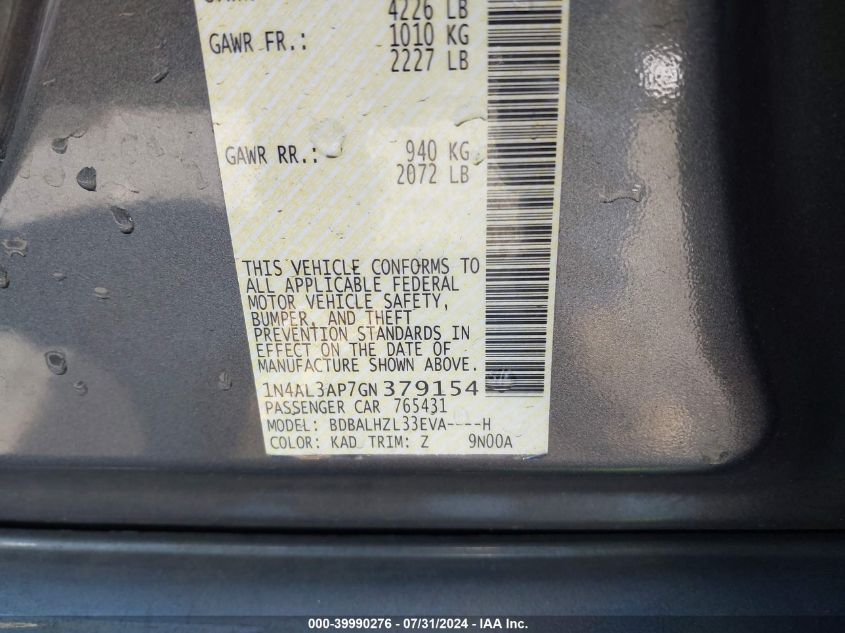 4226 LB
GAWR FR.: 1010 KG
2227 LB
GAWR RR.: 940 KG
2072 LB
THIS VEHICLE CONFORMS TO
ALL APPLICABLE FEDERAL
MOTOR VEHICLE SAFETY,
BUMPER, AND THEFT
PREVENTION STANDARDS IN
EFFECT ON THE DATE OF
MANUFACTURE SHOWN ABOVE.
1N4AL3AP7GN379154
PASSENGER CAR 765431
MODEL: BDBALHZL33EVA----H
COLOR: KAD TRIM: Z 9N00A
000-39990276 - 07/31/2024 - IAA Inc.